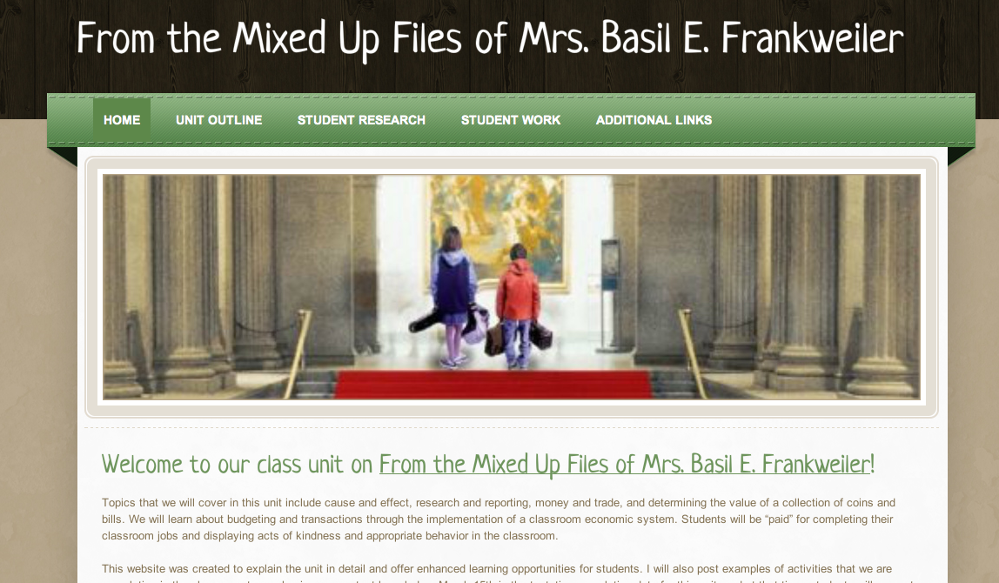 From the Mixed Up Files of Mrs. Basil E. Frankweiler
HOME UNIT OUTLINE STUDENT RESEARCH STUDENT WORK ADDITIONAL LINKS
Welcome to our class unit on From the Mixed Up Files of Mrs. Basil E. Frankweiler!
Topics that we will cover in this unit include cause and effect, research and reporting, money and trade, and determining the value of a collection of coins and
bills. We will learn about budgeting and transactions through the implementation of a classroom economic system. Students will be “paid” for completing their
classroom jobs and displaying acts of kindness and appropriate behavior in the classroom.
This website was created to explain the unit in detail and offer enhanced learning opportunities for students. I will also post examples of activities that we are